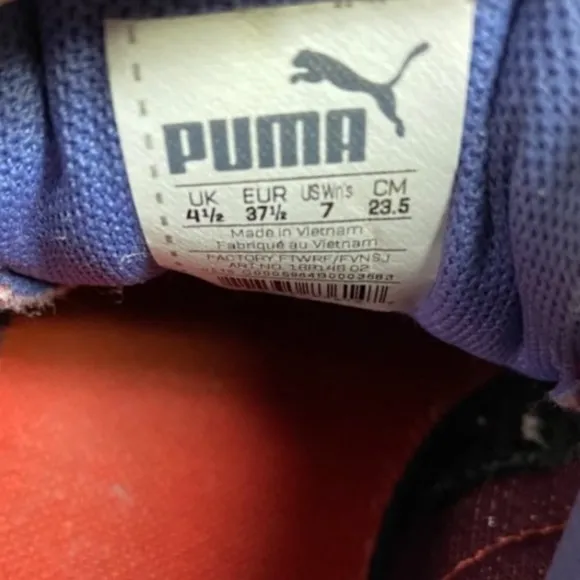 PUMA
UK EUR US Wn's CM
4½ 37½ 7 23.5
Made in Vietnam
Fabriqué au Vietnam
FACTORY FTWRF/FVNSJ
ART.NO. 02